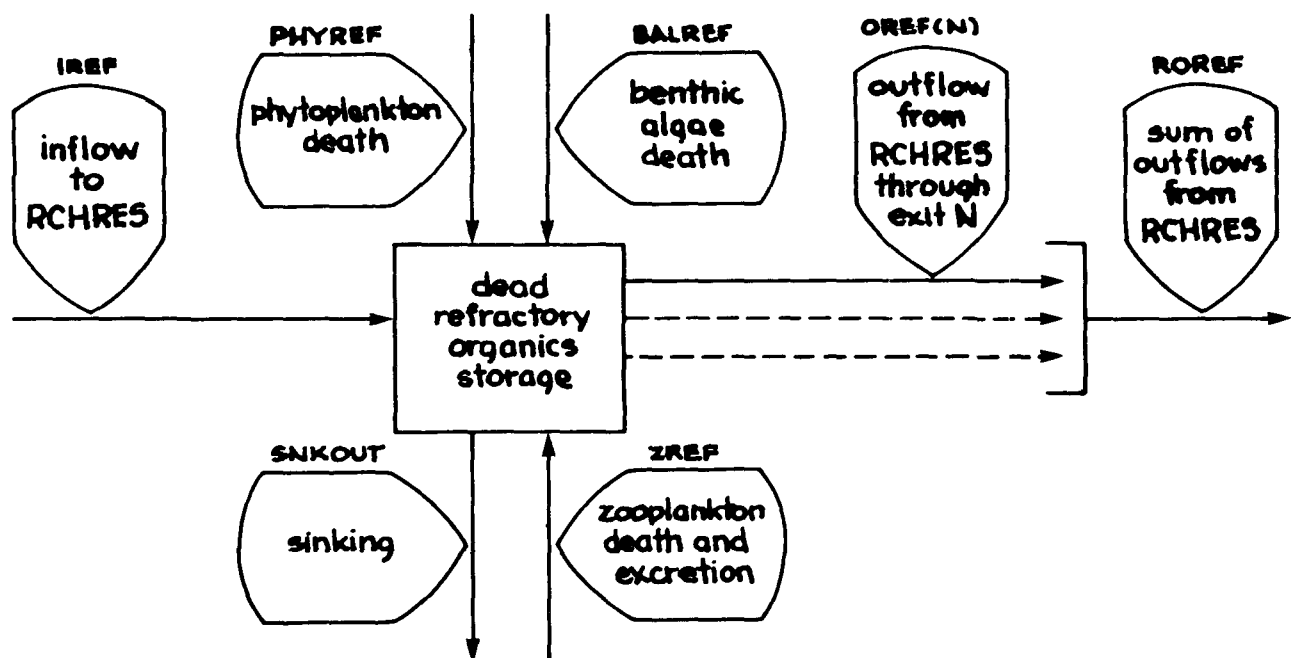 IREF
inflow
to
RCHRES
PHYREF
phytoplankton
death
BALREF
benthic
algae
death
OREF(N)
outflow
from
RCHRES
through
exit N
ROREF
sum of
outflows
from
RCHRES
dead
refractory
organics
storage
SNKOUT
sinking
ZREF
zooplankton
death and
excretion